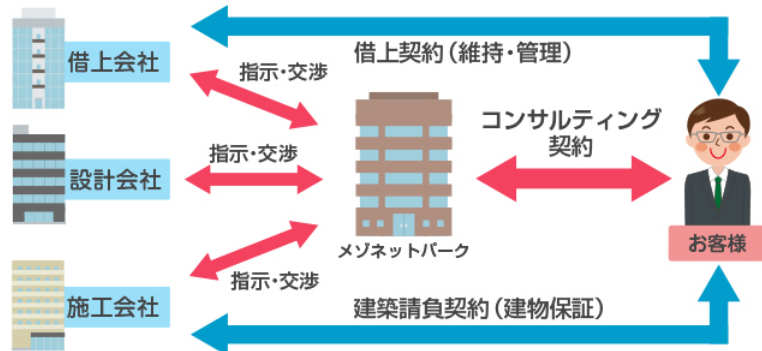 借上契約(維持・管理)
借上会社
指示・交渉
コンサルティング
契約
指示・交渉
設計会社
メゾネットパーク
お客様
指示・交渉
施工会社
建築請負契約(建物保証)